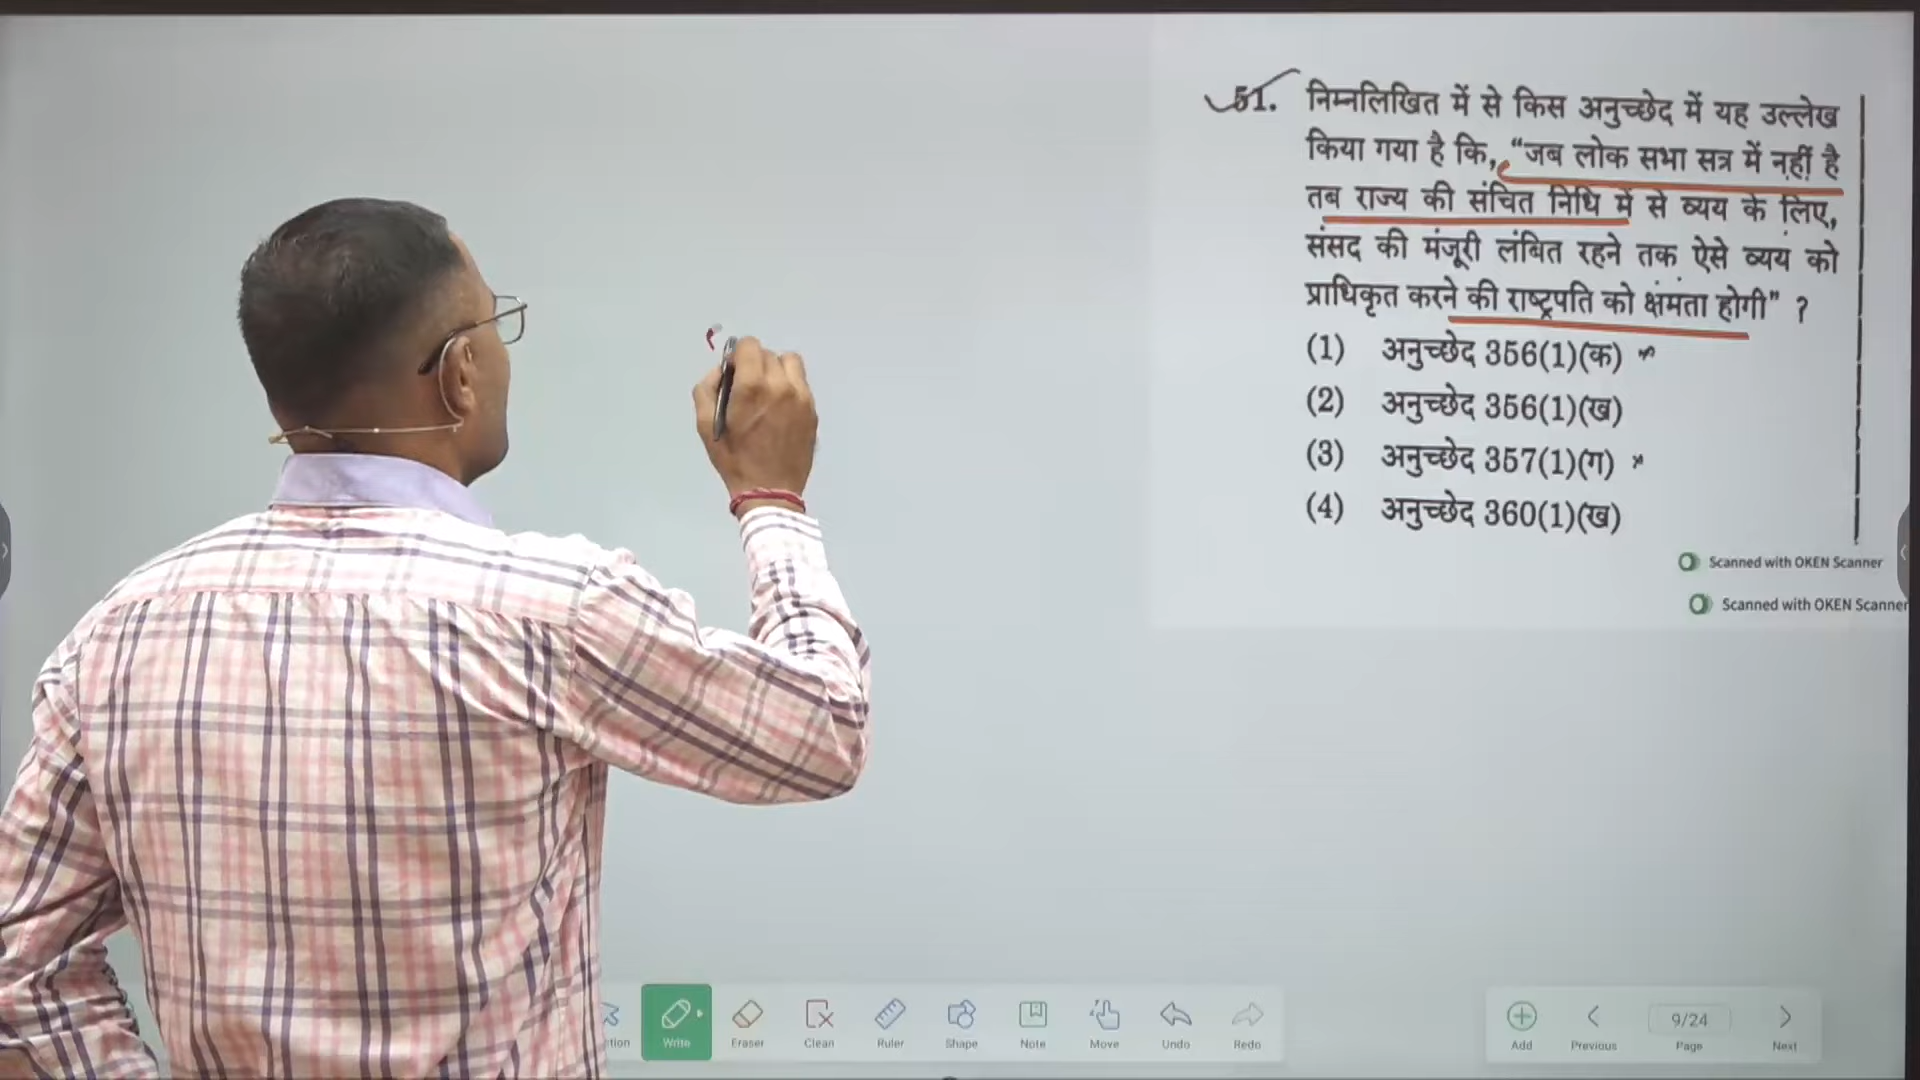 51. निम्नलिखित में से किस अनुच्छेद में यह उल्लेख
किया गया है कि, “जब लोक सभा सत्र में नहीं है
तब राज्य की संचित निधि में से व्यय के लिए,
संसद की मंजूरी लंबित रहने तक ऐसे व्यय को
प्राधिकृत करने की राष्ट्रपति को क्षमता होगी” ?
(1) अनुच्छेद 356(1)(क)
(2) अनुच्छेद 356(1)(ख)
(3) अनुच्छेद 357(1)(ग)
(4) अनुच्छेद 360(1)(ख)
Scanned with OKEN Scanner
Scanned with OKEN Scanner
ction Write Eraser Clean Ruler Shape Note Move Undo Redo
Add Previous 9/24 Page Next